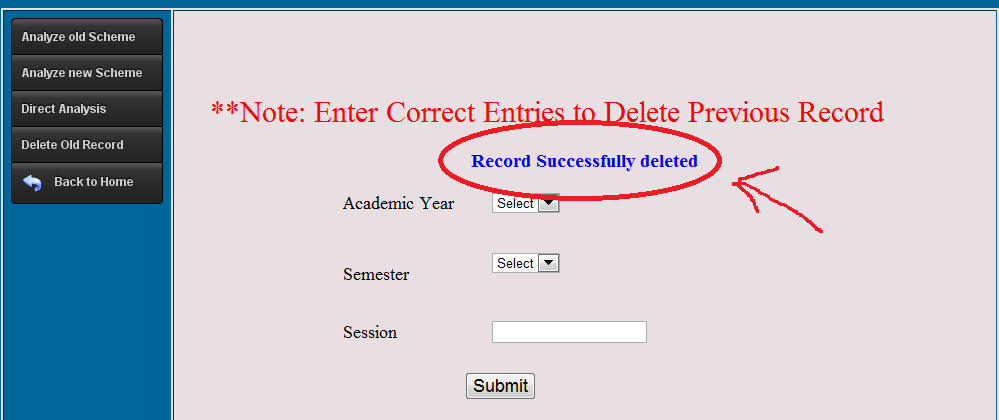 Analyze old Scheme
Analyze new Scheme
Direct Analysis
Delete Old Record
Back to Home
**Note: Enter Correct Entries to Delete Previous Record
Record Successfully deleted
Academic Year Select
Semester Select
Session
Submit